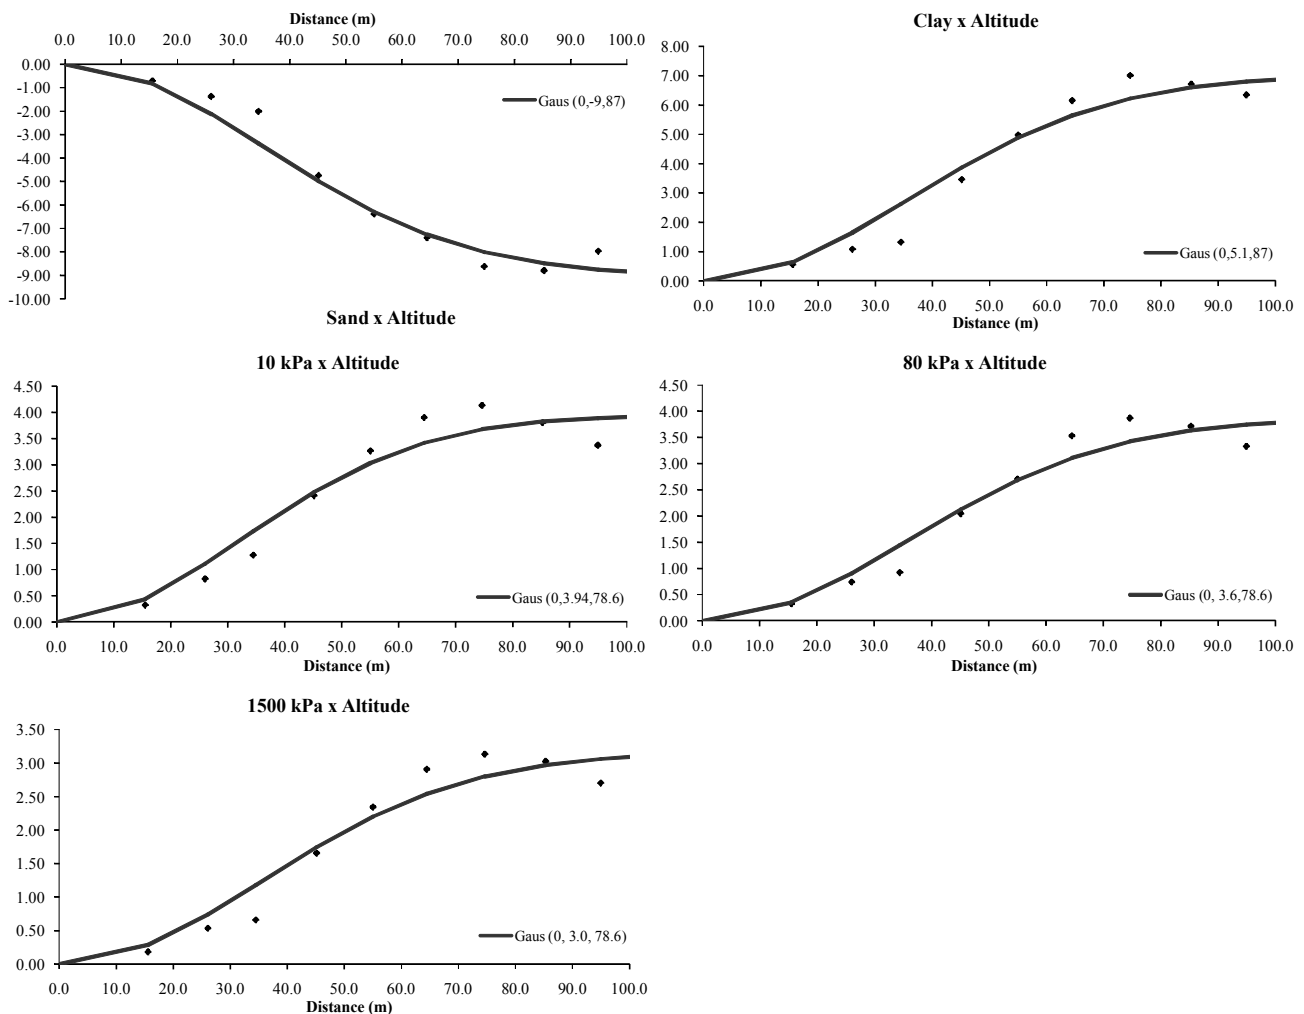 Distance (m)
0.0 10.0 20.0 30.0 40.0 50.0 60.0 70.0 80.0 90.0 100.0
0.00
-1.00
-2.00
-3.00
-4.00
-5.00
-6.00
-7.00
-8.00
-9.00
-10.00
Gaus (0,-9,87)
Sand x Altitude
Clay x Altitude
8.00
7.00
6.00
5.00
4.00
3.00
2.00
1.00
0.00
Gaus (0,5.1,87)
0.0 10.0 20.0 30.0 40.0 50.0 60.0 70.0 80.0 90.0 100.0
Distance (m)
10 kPa x Altitude
4.50
4.00
3.50
3.00
2.50
2.00
1.50
1.00
0.50
0.00
Gaus (0,3.94,78.6)
0.0 10.0 20.0 30.0 40.0 50.0 60.0 70.0 80.0 90.0 100.0
Distance (m)
80 kPa x Altitude
4.50
4.00
3.50
3.00
2.50
2.00
1.50
1.00
0.50
0.00
Gaus (0, 3.6,78.6)
0.0 10.0 20.0 30.0 40.0 50.0 60.0 70.0 80.0 90.0 100.0
Distance (m)
1500 kPa x Altitude
3.50
3.00
2.50
2.00
1.50
1.00
0.50
0.00
Gaus (0, 3.0, 78.6)
0.0 10.0 20.0 30.0 40.0 50.0 60.0 70.0 80.0 90.0 100.0
Distance (m)